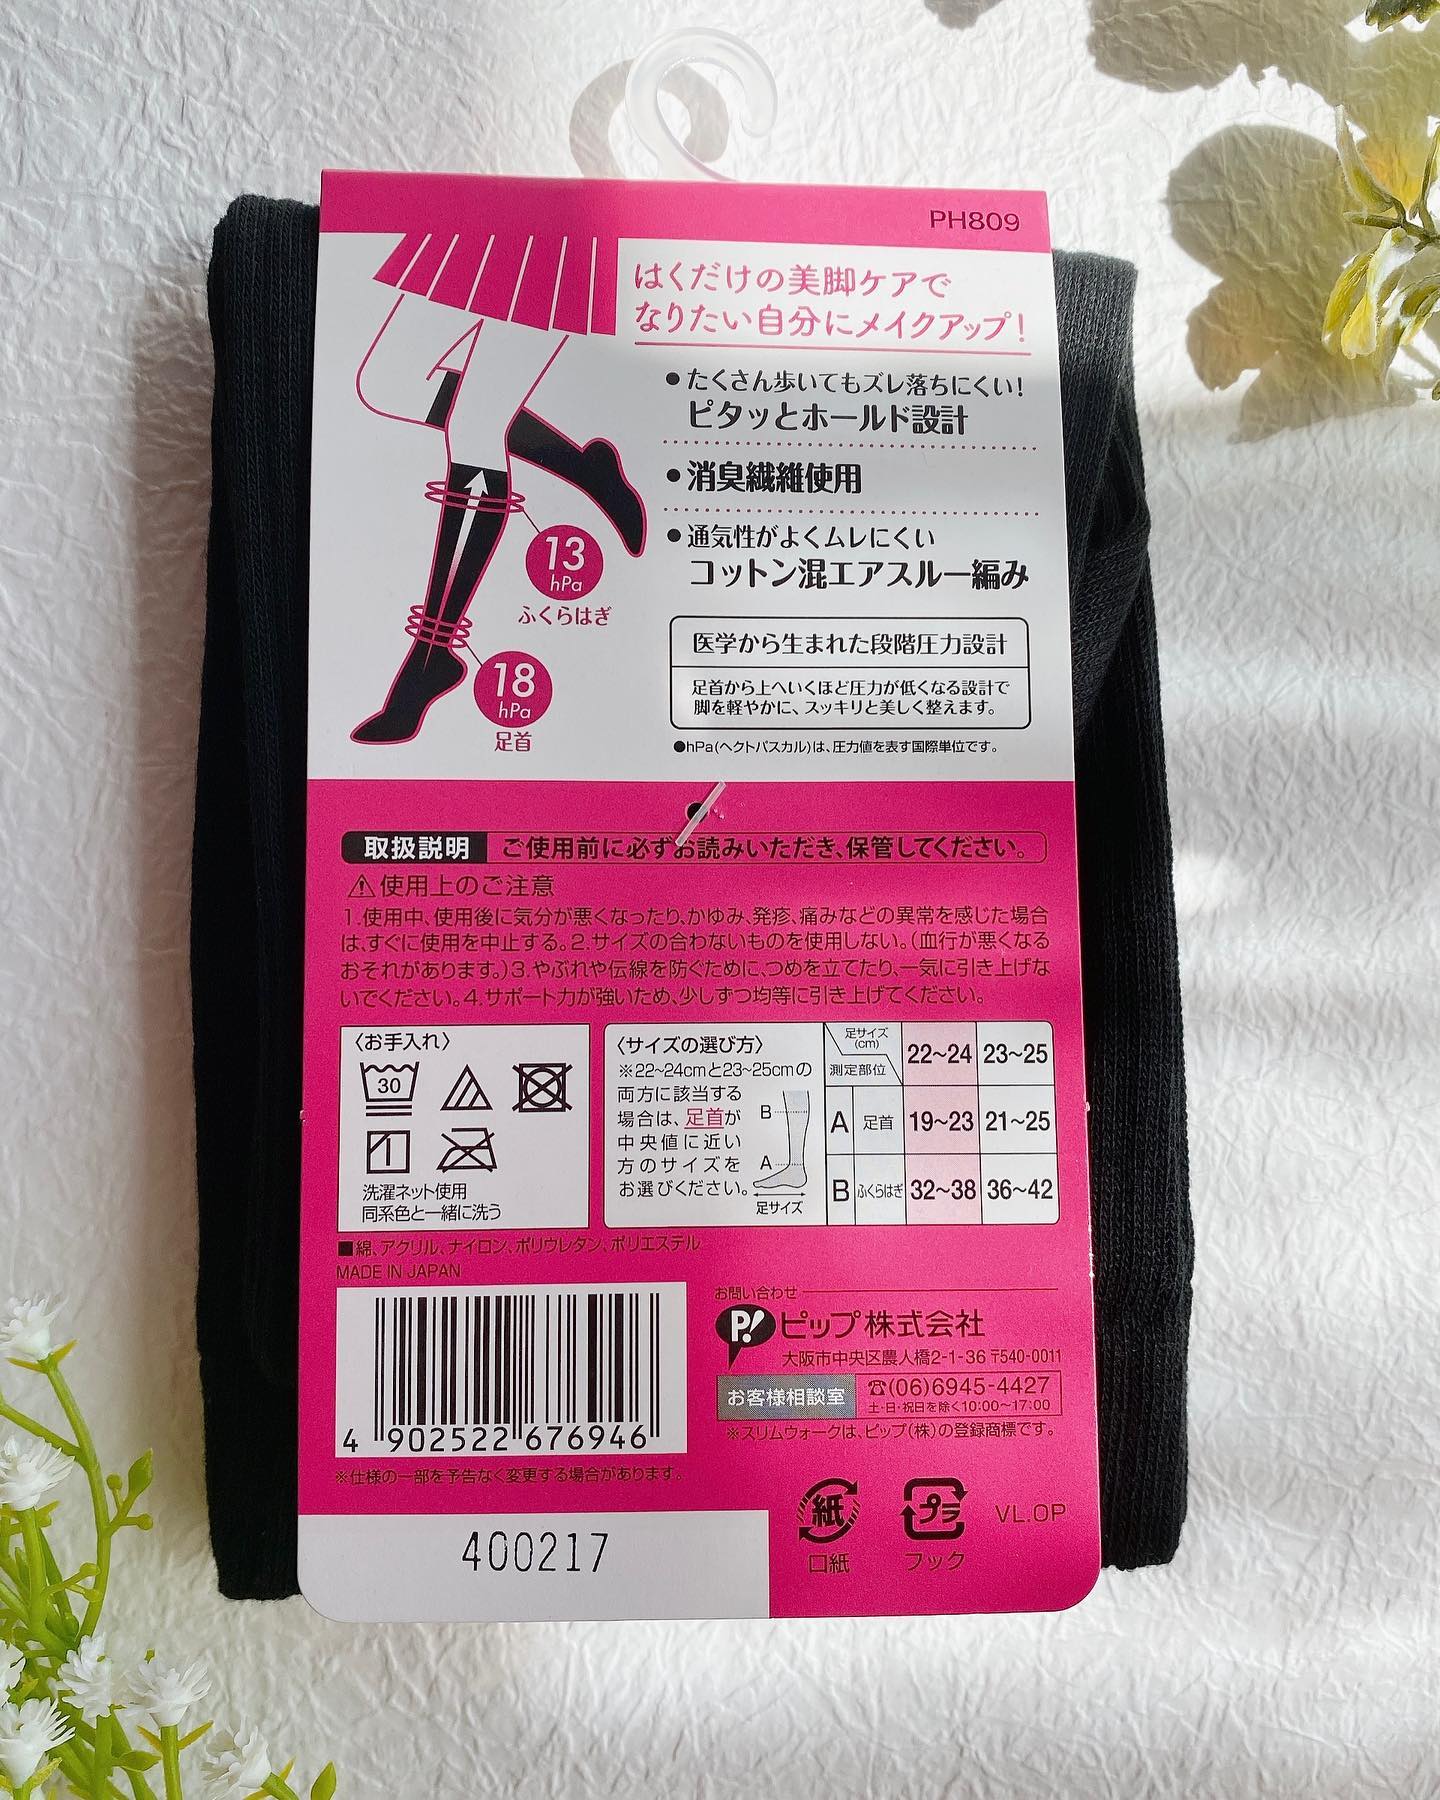 PH809
はくだけの美脚ケアで
なりたい自分にメイクアップ!
●たくさん歩いてもズレ落ちにくい!
ピタッとホールド設計
●消臭繊維使用
●通気性がよくムレにくい
コットン混エアスルー編み
13
hPa
ふくらはぎ
18
hPa
足首
医学から生まれた段階圧力設計
足首から上へいくほど圧力が低くなる設計で
脚を軽やかに、スッキリと美しく整えます。
●hPa(ヘクトパスカル)は、圧力値を表す国際単位です。
取扱説明 ご使用前に必ずお読みいただき、保管してください。
⚠使用上のご注意
1.使用中、使用後に気分が悪くなったり、かゆみ、発疹、痛みなどの異常を感じた場合
は、すぐに使用を中止する。2.サイズの合わないものを使用しない。(血行が悪くなる
おそれがあります。)3.やぶれや伝線を防ぐために、つめを立てたり、一気に引き上げな
いでください。4.サポート力が強いため、少しずつ均等に引き上げてください。
〈お手入れ〉
30
洗濯ネット使用
同系色と一緒に洗う
〈サイズの選び方〉
※22~24cmと23~25cmの
両方に該当する
場合は、足首が
中央値に近い
方のサイズを
お選びください。
B
A
足サイズ
足サイズ
(cm)
測定部位
22~24 23~25
A 足首 19~23 21~25
B ふくらはぎ 32~38 36~42
■綿、アクリル、ナイロン、ポリウレタン、ポリエステル
MADE IN JAPAN
4 902522 676946
※仕様の一部を予告なく変更する場合があります。
お問い合わせ
P! ピップ株式会社
大阪市中央区農人橋2-1-36 〒540-0011
お客様相談室
☎(06)6945-4427
土・日・祝日を除く10:00~17:00
※スリムウォークは、ピップ(株)の登録商標です。
紙
口紙
プラ
フック
VL.OP
400217